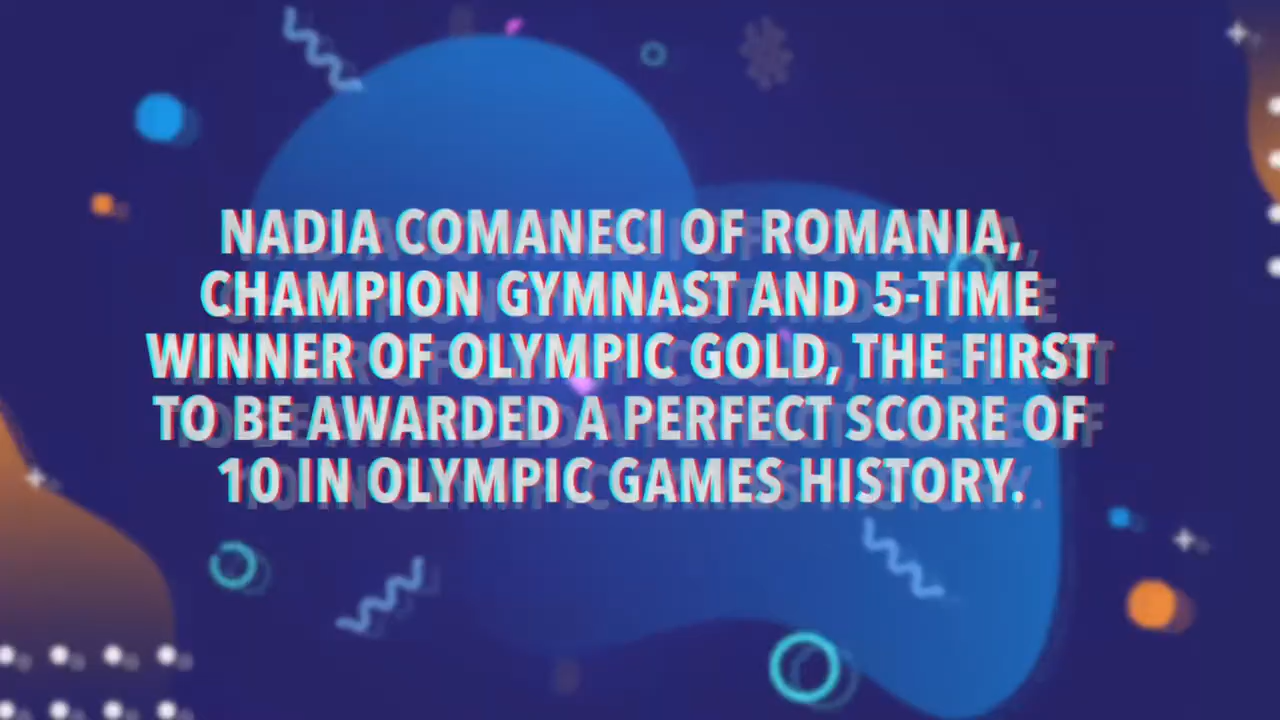 NADIA COMANECI OF ROMANIA,
CHAMPION GYMNAST AND 5-TIME
WINNER OF OLYMPIC GOLD, THE FIRST
TO BE AWARDED A PERFECT SCORE OF
10 IN OLYMPIC GAMES HISTORY.